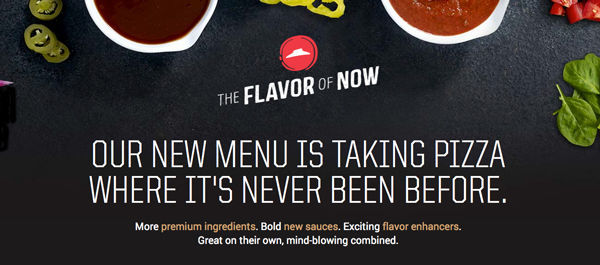 THE FLAVOR OF NOW
OUR NEW MENU IS TAKING PIZZA
WHERE IT'S NEVER BEEN BEFORE.
More premium ingredients. Bold new sauces. Exciting flavor enhancers.
Great on their own, mind-blowing combined.